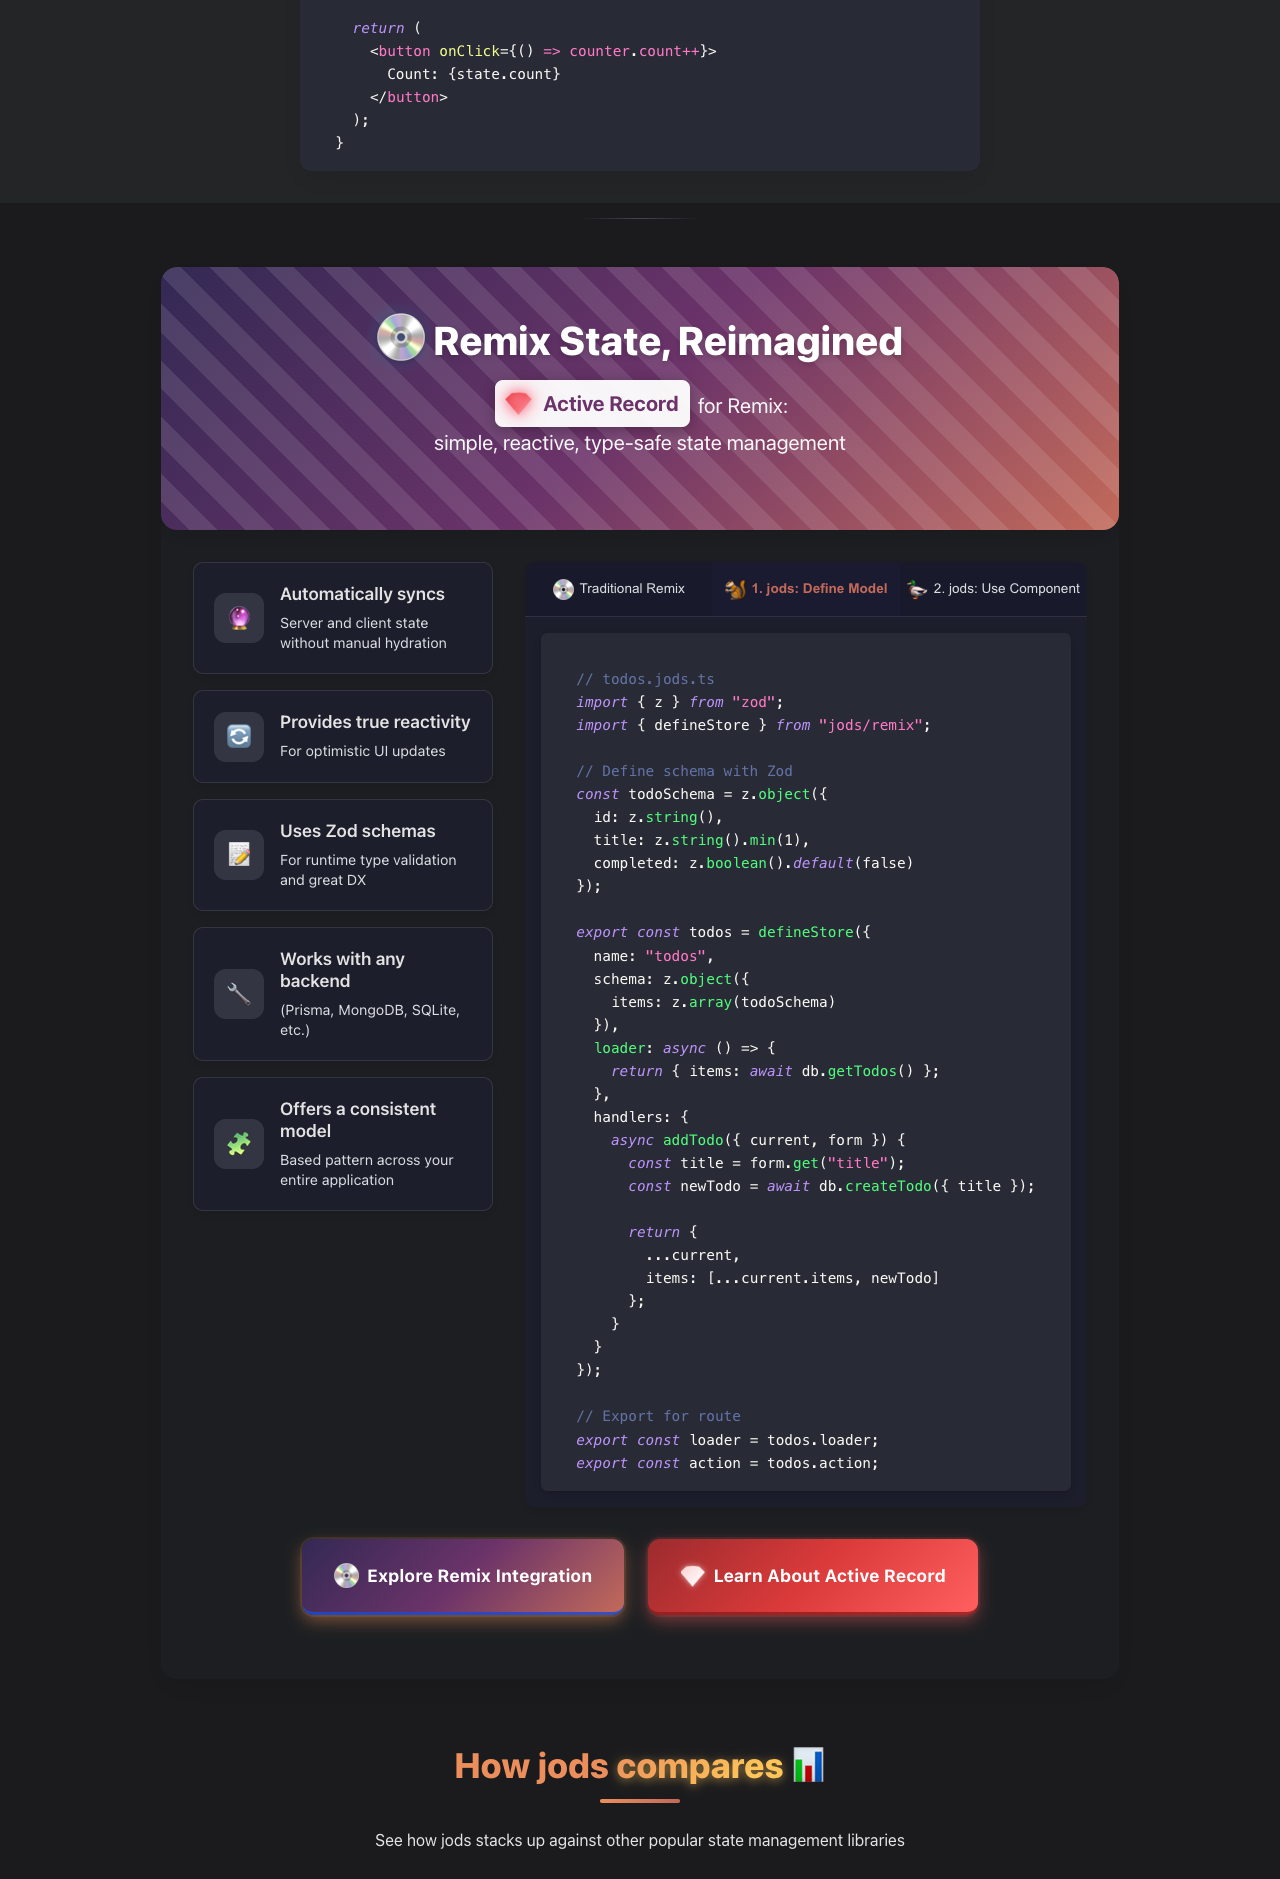 return (
<button onClick={() => counter.count++}>
Count: {state.count}
</button>
);
}
Remix State, Reimagined
Active Record for Remix:
simple, reactive, type-safe state management
Automatically syncs
Server and client state
without manual hydration
Provides true reactivity
For optimistic UI updates
Uses Zod schemas
For runtime type validation
and great DX
Works with any
backend
(Prisma, MongoDB, SQLite,
etc.)
Offers a consistent
model
Based pattern across your
entire application
Traditional Remix
1. jods: Define Model
2. jods: Use Component
// todos.jods.ts
import { z } from "zod";
import { defineStore } from "jods/remix";
// Define schema with Zod
const todoSchema = z.object({
id: z.string(),
title: z.string().min(1),
completed: z.boolean().default(false)
});
export const todos = defineStore({
name: "todos",
schema: z.object({
items: z.array(todoSchema)
}),
loader: async () => {
return { items: await db.getTodos() };
},
handlers: {
async addTodo({ current, form }) {
const title = form.get("title");
const newTodo = await db.createTodo({ title });
return {
...current,
items: [...current.items, newTodo]
};
}
}
});
// Export for route
export const loader = todos.loader;
export const action = todos.action;
Explore Remix Integration
Learn About Active Record
How jods compares
See how jods stacks up against other popular state management libraries